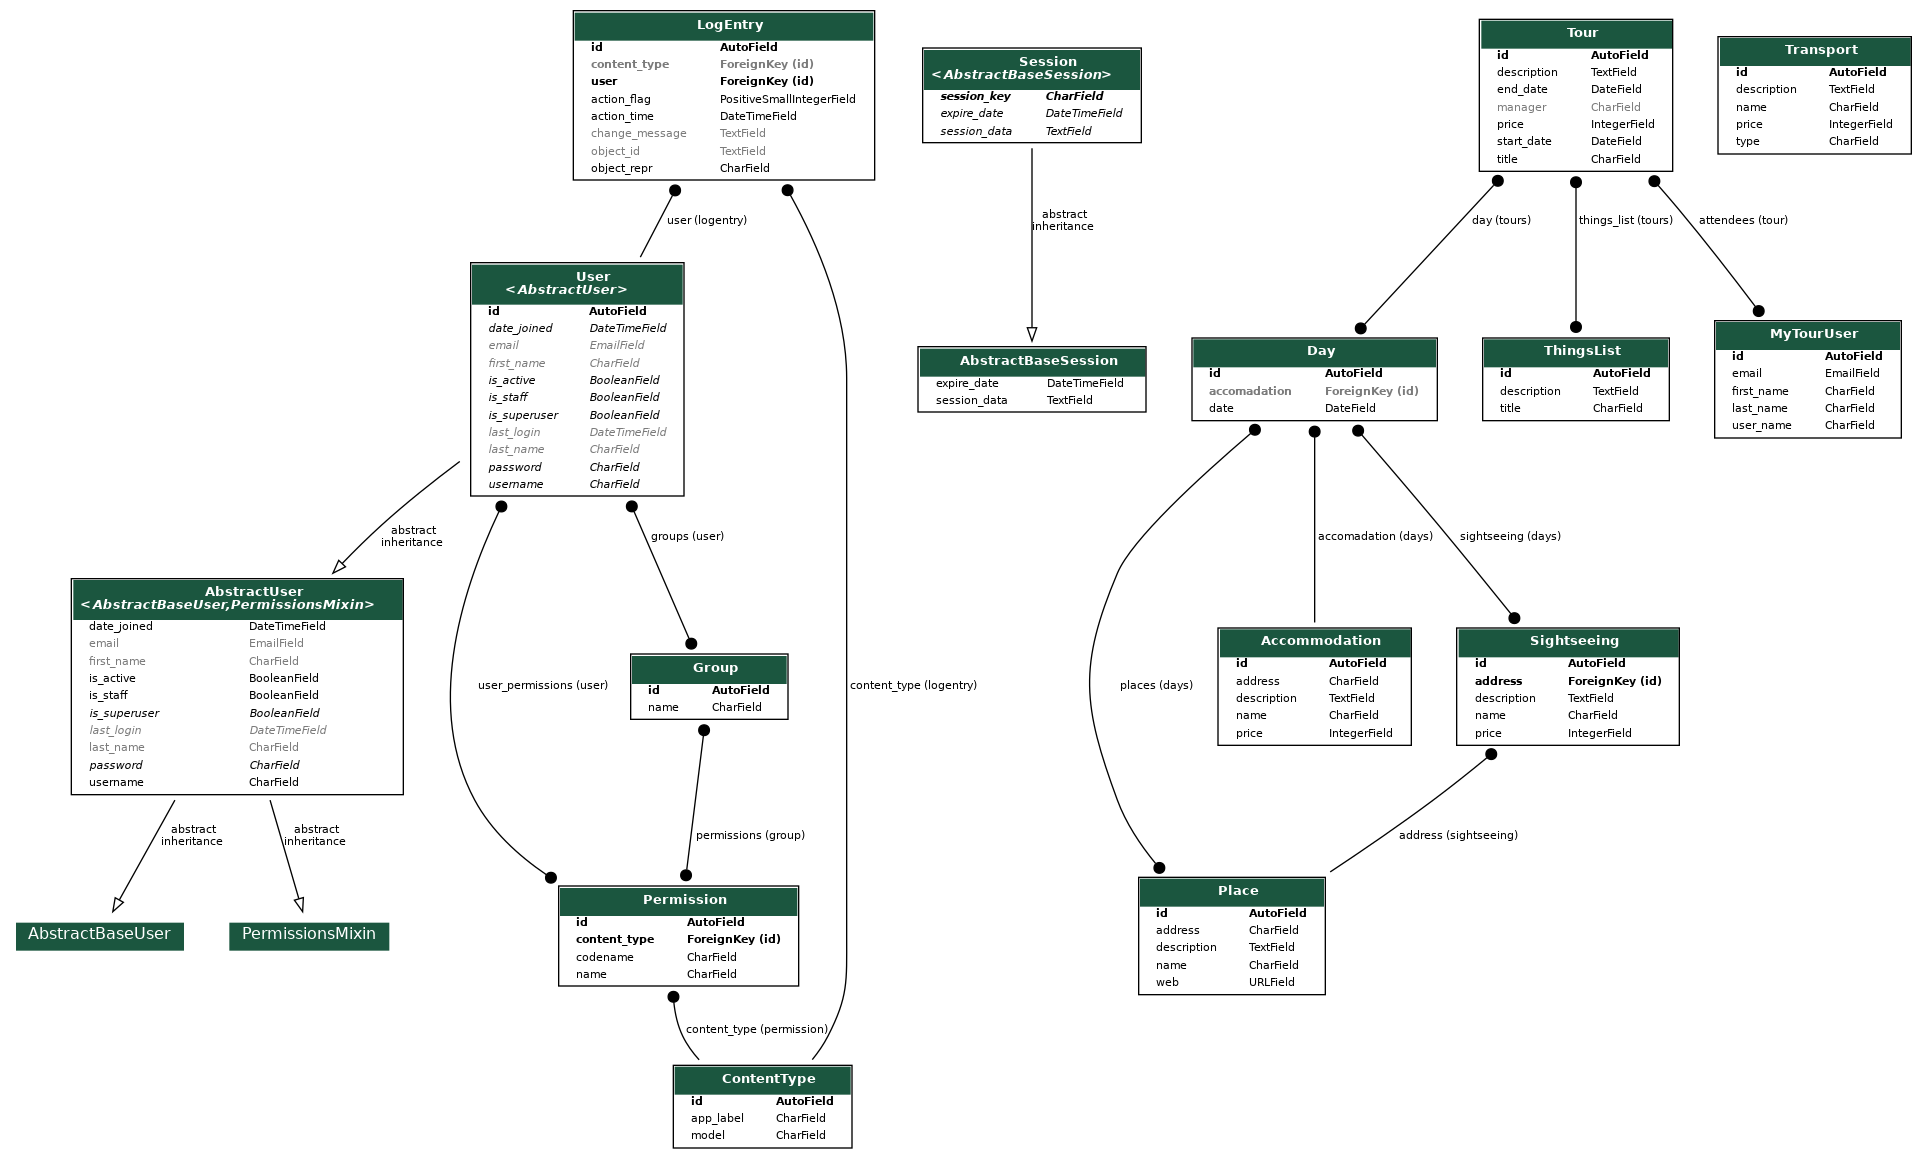 LogEntry
id AutoField
content_type ForeignKey (id)
user ForeignKey (id)
action_flag PositiveSmallIntegerField
action_time DateTimeField
change_message TextField
object_id TextField
object_repr CharField
Session
<AbstractBaseSession>
session_key CharField
expire_date DateTimeField
session_data TextField
Tour
id AutoField
description TextField
end_date DateField
manager CharField
price IntegerField
start_date DateField
title CharField
Transport
id AutoField
description TextField
name CharField
price IntegerField
type CharField
user (logentry)
abstract
inheritance
day (tours)
things_list (tours)
attendees (tour)
User
<AbstractUser>
id AutoField
date_joined DateTimeField
email EmailField
first_name CharField
is_active BooleanField
is_staff BooleanField
is_superuser BooleanField
last_login DateTimeField
last_name CharField
password CharField
username CharField
AbstractBaseSession
expire_date DateTimeField
session_data TextField
Day
id AutoField
accomadation ForeignKey (id)
date DateField
ThingsList
id AutoField
description TextField
title CharField
MyTourUser
id AutoField
email EmailField
first_name CharField
last_name CharField
user_name CharField
abstract
inheritance
groups (user)
accomadation (days)
sightseeing (days)
AbstractUser
<AbstractBaseUser,PermissionsMixin>
date_joined DateTimeField
email EmailField
first_name CharField
is_active BooleanField
is_staff BooleanField
is_superuser BooleanField
last_login DateTimeField
last_name CharField
password CharField
username CharField
user_permissions (user)
Group
id AutoField
name CharField
content_type (logentry)
places (days)
Accommodation
id AutoField
address CharField
description TextField
name CharField
price IntegerField
Sightseeing
id AutoField
address ForeignKey (id)
description TextField
name CharField
price IntegerField
abstract
inheritance
abstract
inheritance
permissions (group)
address (sightseeing)
AbstractBaseUser
PermissionsMixin
Permission
id AutoField
content_type ForeignKey (id)
codename CharField
name CharField
Place
id AutoField
address CharField
description TextField
name CharField
web URLField
content_type (permission)
ContentType
id AutoField
app_label CharField
model CharField